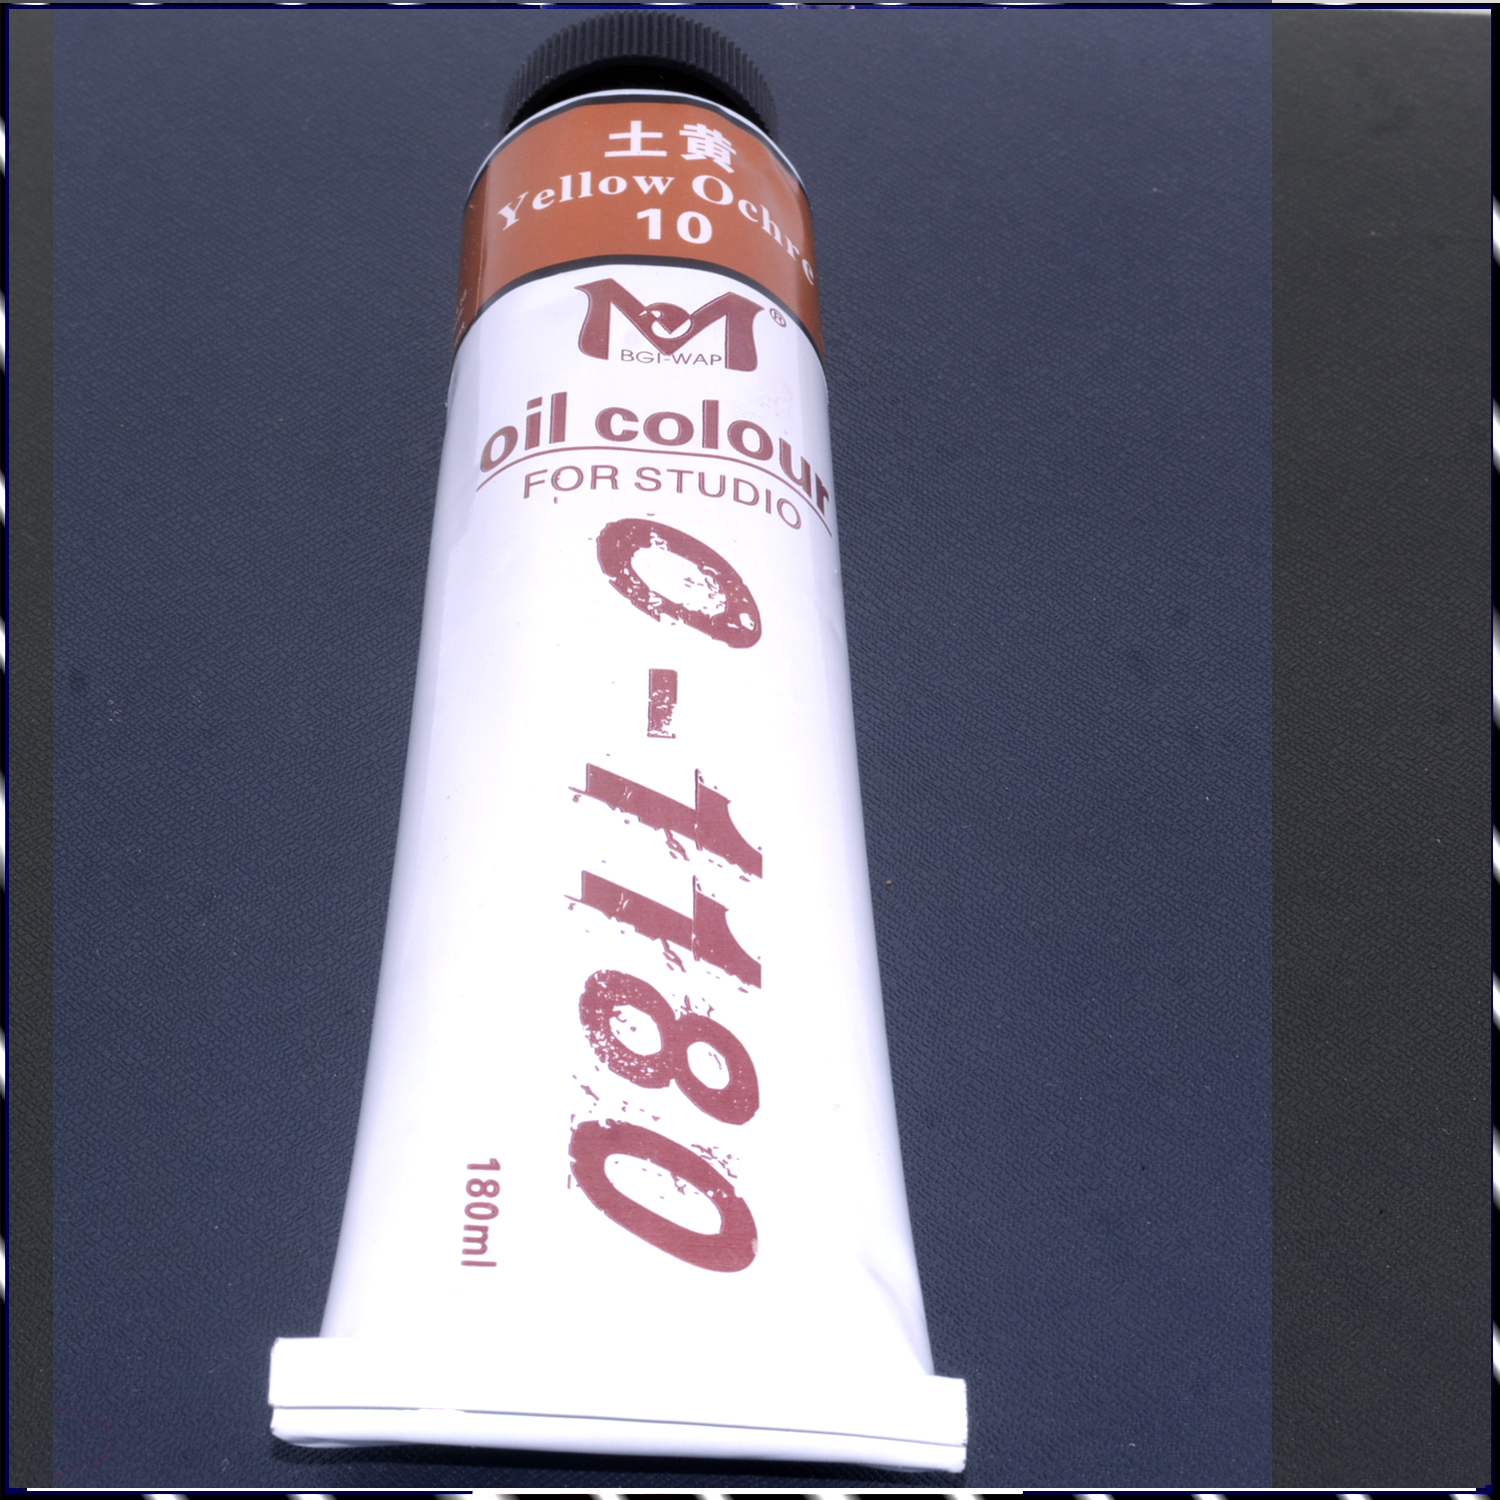 土黄
Yellow Ochre
10
M®
BGI-WAP
oil colour
FOR STUDIO
O-1180
180ml